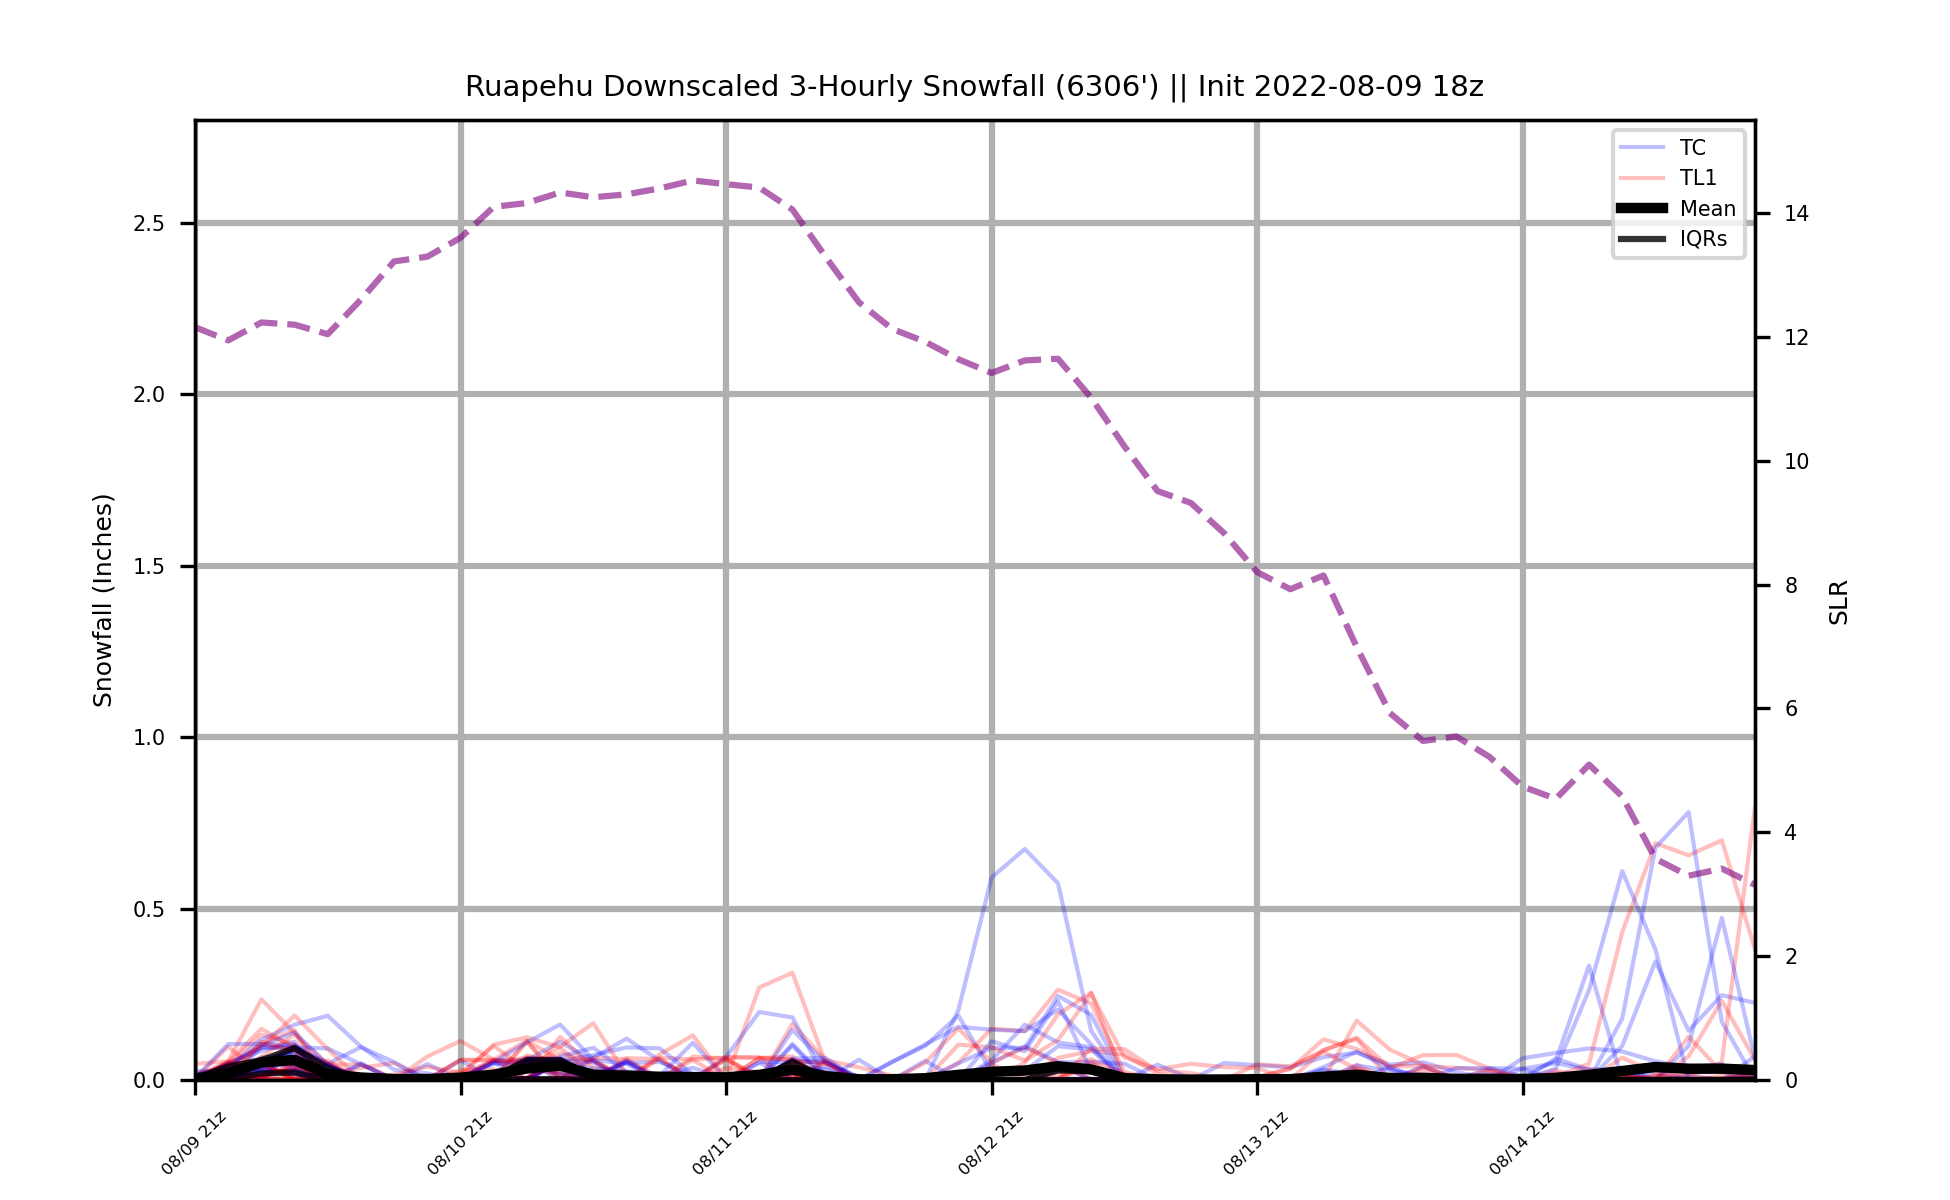 Ruapehu Downscaled 3-Hourly Snowfall (6306') || Init 2022-08-09 18z
TC
TL1
Mean
IQRs
Snowfall (Inches)
2.5
2.0
1.5
1.0
0.5
0.0
14
12
10
8
6
4
2
0
SLR
08/09 21z
08/10 21z
08/11 21z
08/12 21z
08/13 21z
08/14 21z